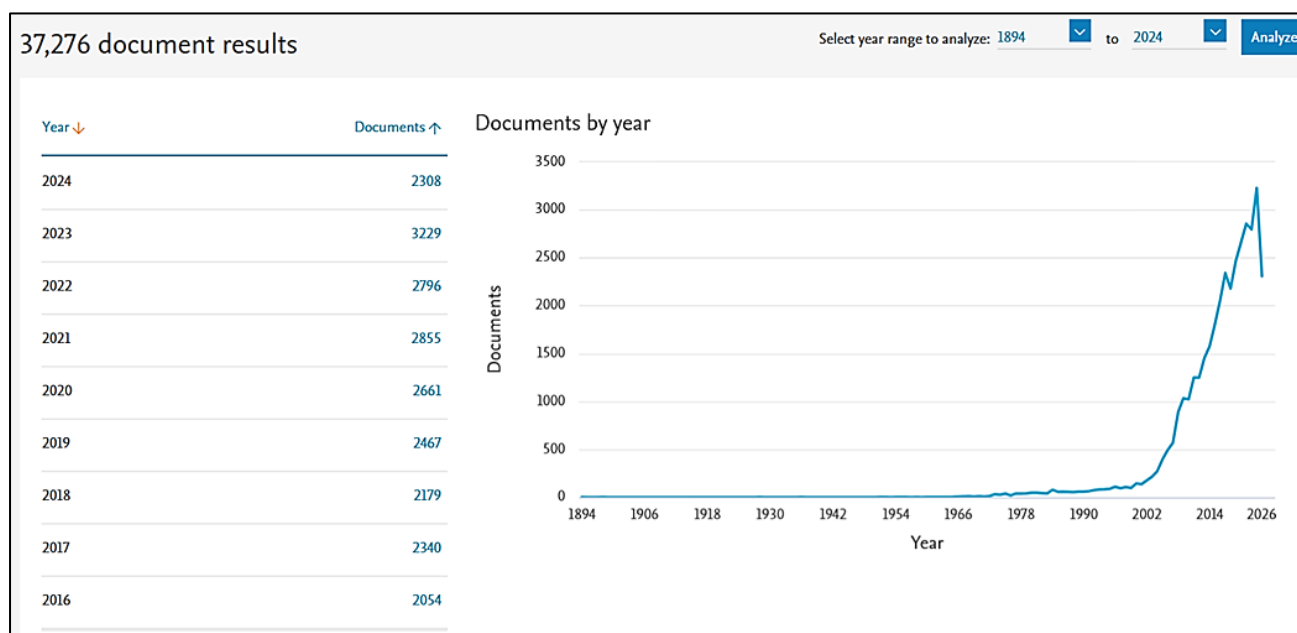 37,276 document results
Select year range to analyze: 1894 to 2024 Analyze
Year Documents
2024 2308
2023 3229
2022 2796
2021 2855
2020 2661
2019 2467
2018 2179
2017 2340
2016 2054
Documents by year
3500
3000
2500
2000
1500
1000
500
0
Documents
1894 1906 1918 1930 1942 1954 1966 1978 1990 2002 2014 2026
Year